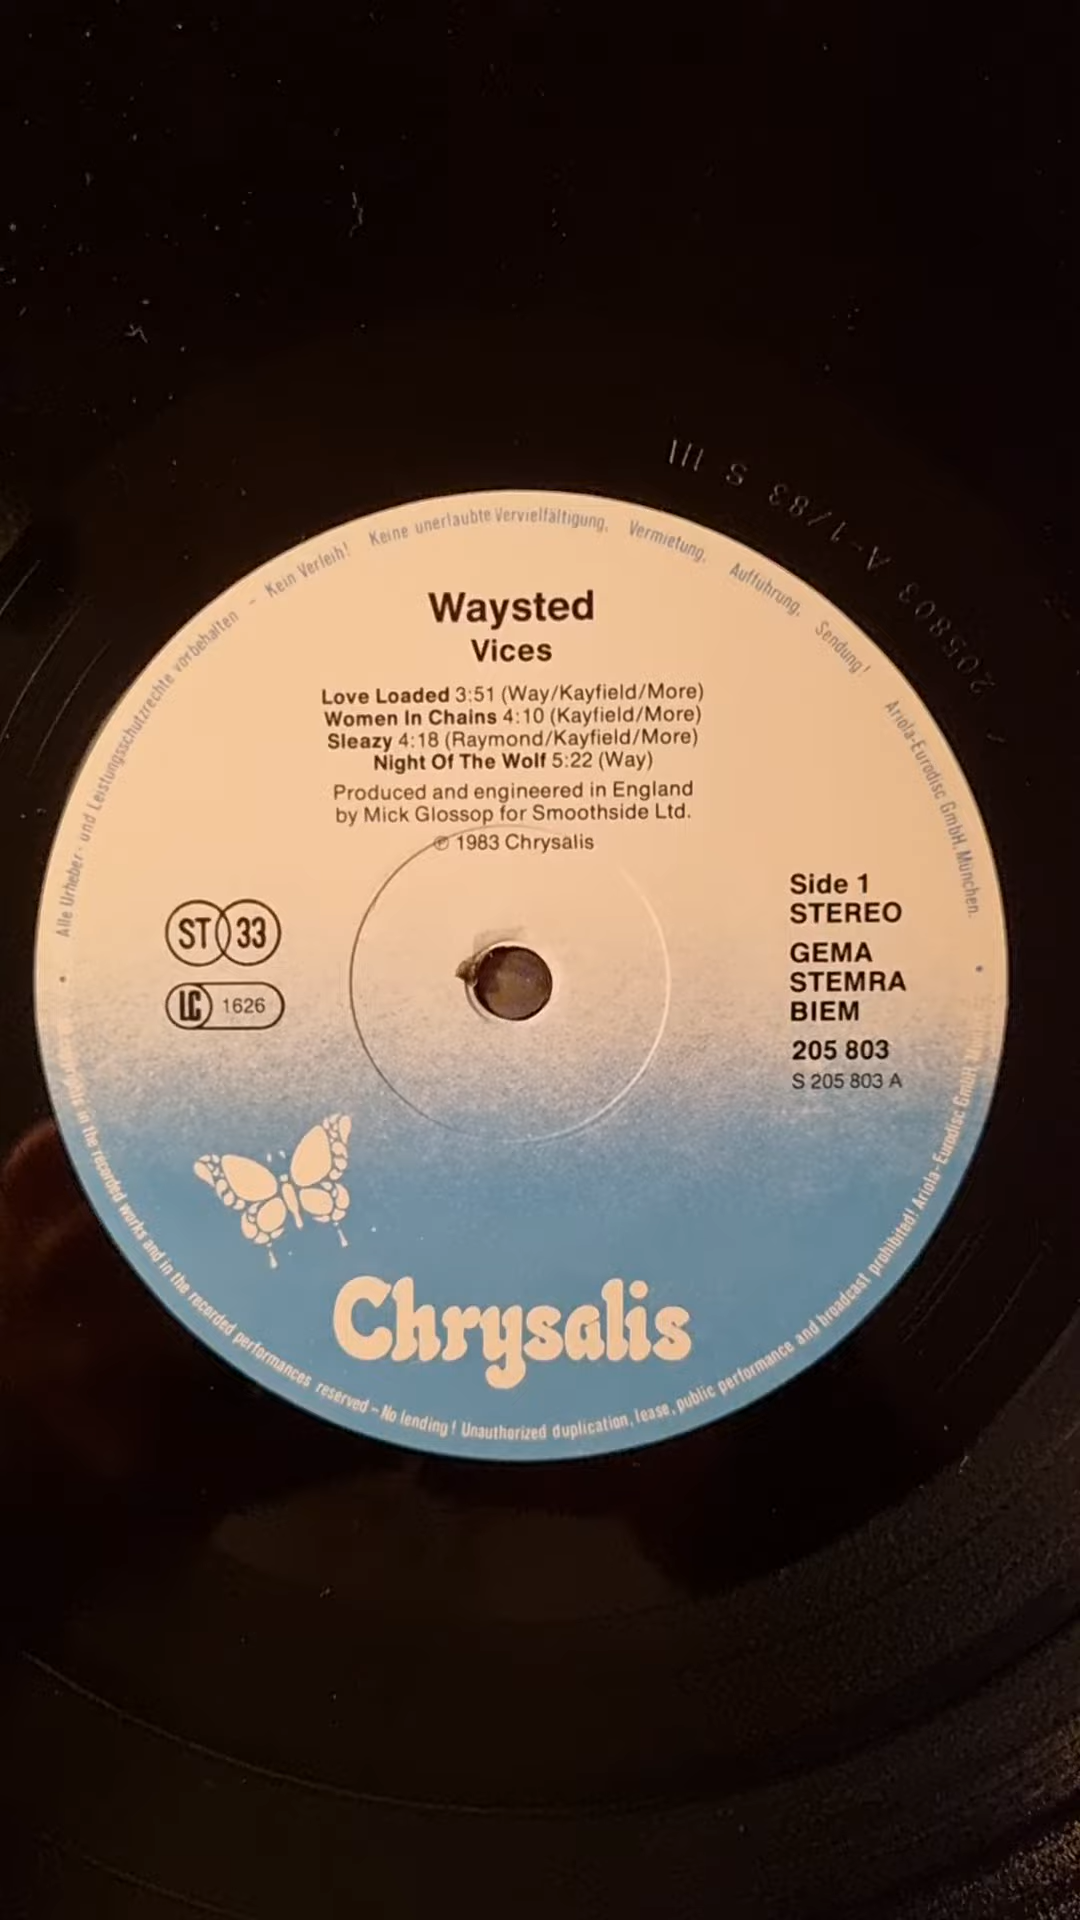 205803 A-1/83 S III
Alle Urheber- und Leistungsschutzrechte vorbehalten - Kein Verleih! Keine unerlaubte Vervielfältigung, Vermietung, Aufführung, Sendung! Ariola-Eurodisc GmbH, München.
Waysted
Vices
Love Loaded 3:51 (Way/Kayfield/More)
Women In Chains 4:10 (Kayfield/More)
Sleazy 4:18 (Raymond/Kayfield/More)
Night Of The Wolf 5:22 (Way)
Produced and engineered in England
by Mick Glossop for Smoothside Ltd.
℗ 1983 Chrysalis
ST 33
LC 1626
Side 1
STEREO
GEMA
STEMRA
BIEM
205 803
S 205 803 A
Chrysalis
in the recorded works and in the recorded performances reserved - No lending! Unauthorized duplication, lease, public performance and broadcast prohibited! Ariola-Eurodisc GmbH